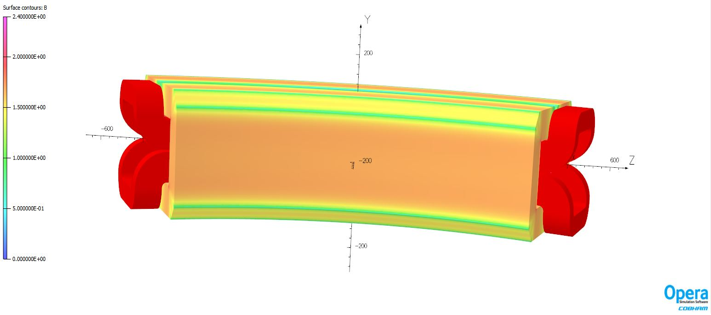 Surface contours: B
2.400000E+00
2.000000E+00
1.500000E+00
1.000000E+00
5.000000E-01
0.000000E+00
Y
200
-600
-200
600
Z
-200
Opera
Simulation Software
COBHAM